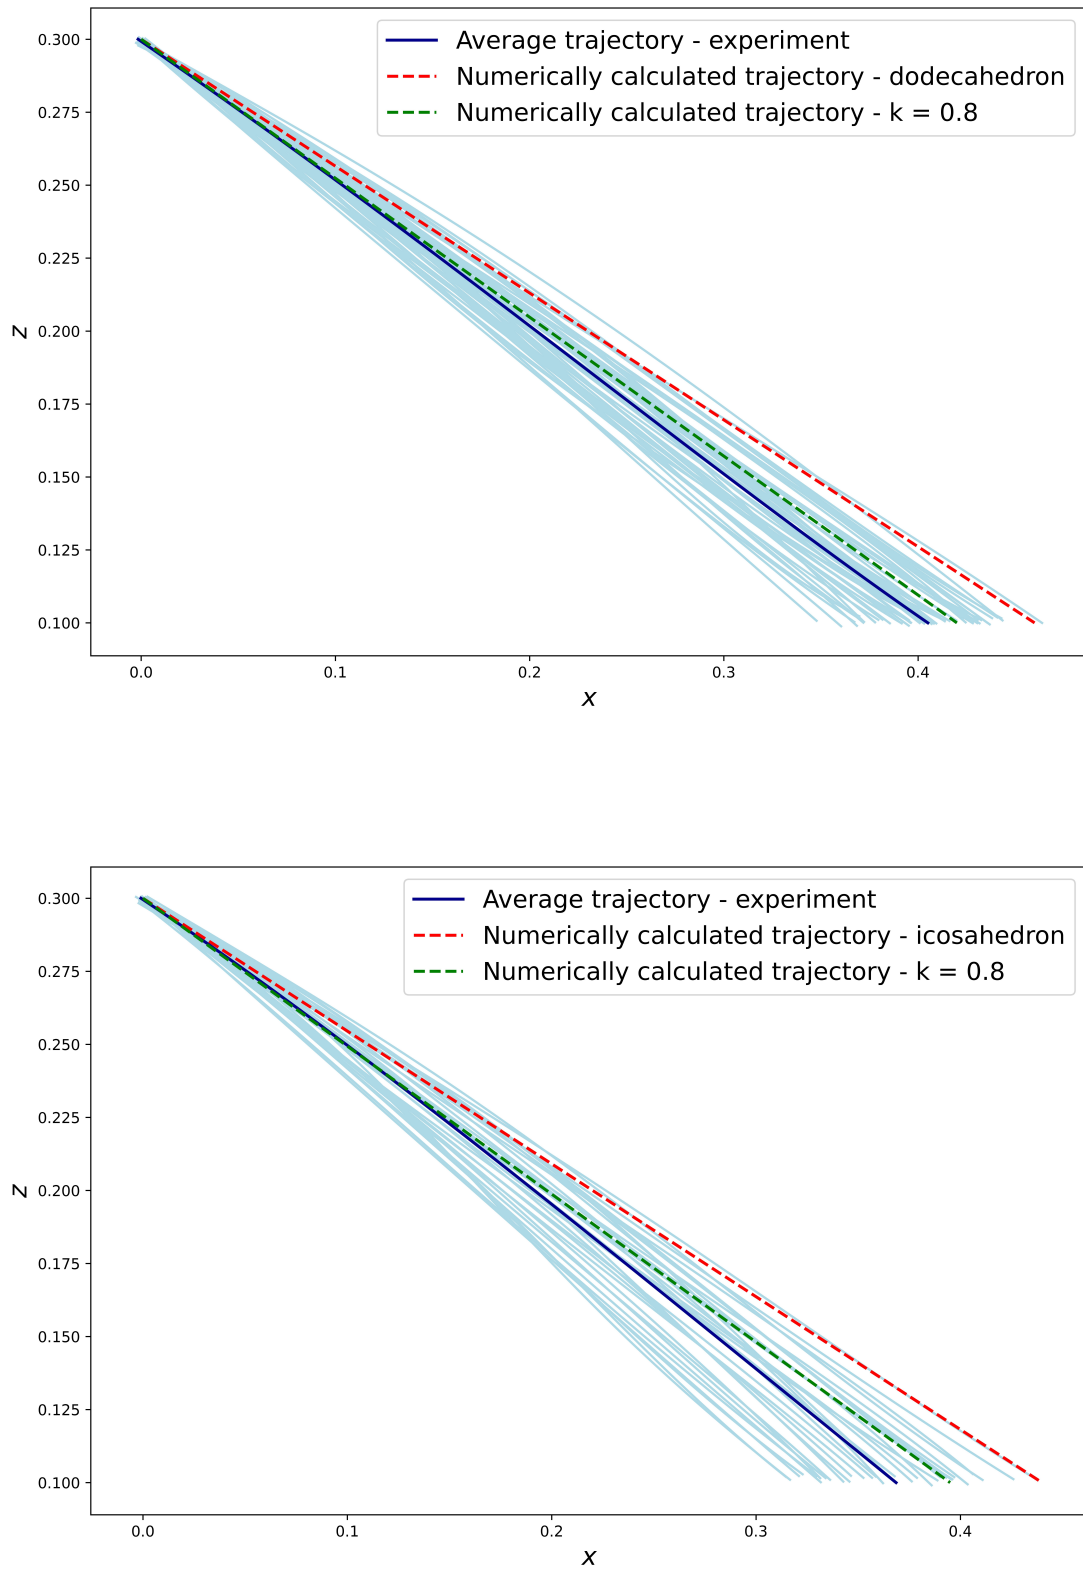 Average trajectory - experiment
Numerically calculated trajectory - dodecahedron
Numerically calculated trajectory - k = 0.8
0.300
0.275
0.250
0.225
0.200
0.175
0.150
0.125
0.100
z
0.0 0.1 0.2 0.3 0.4
x
Average trajectory - experiment
Numerically calculated trajectory - icosahedron
Numerically calculated trajectory - k = 0.8
0.300
0.275
0.250
0.225
0.200
0.175
0.150
0.125
0.100
z
0.0 0.1 0.2 0.3 0.4
x